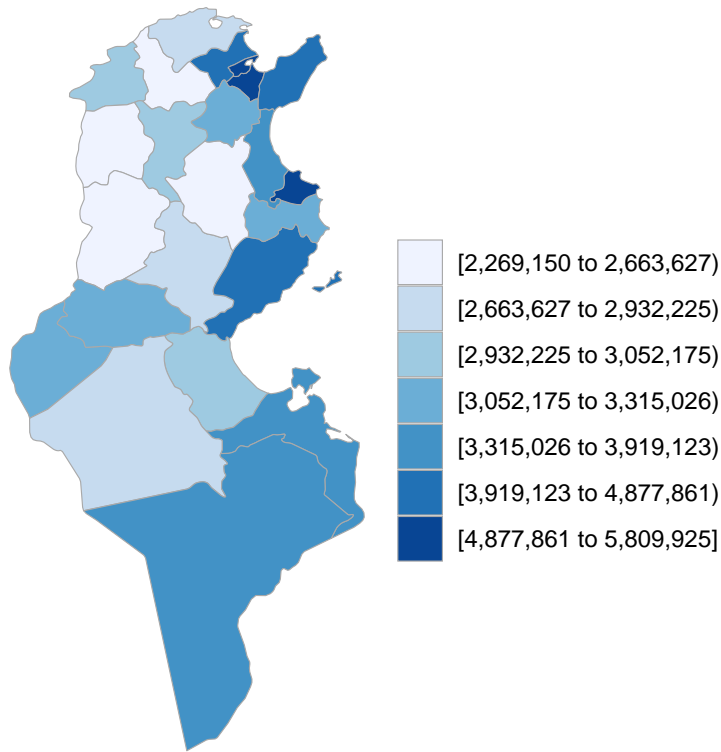 [2,269,150 to 2,663,627)
[2,663,627 to 2,932,225)
[2,932,225 to 3,052,175)
[3,052,175 to 3,315,026)
[3,315,026 to 3,919,123)
[3,919,123 to 4,877,861)
[4,877,861 to 5,809,925]